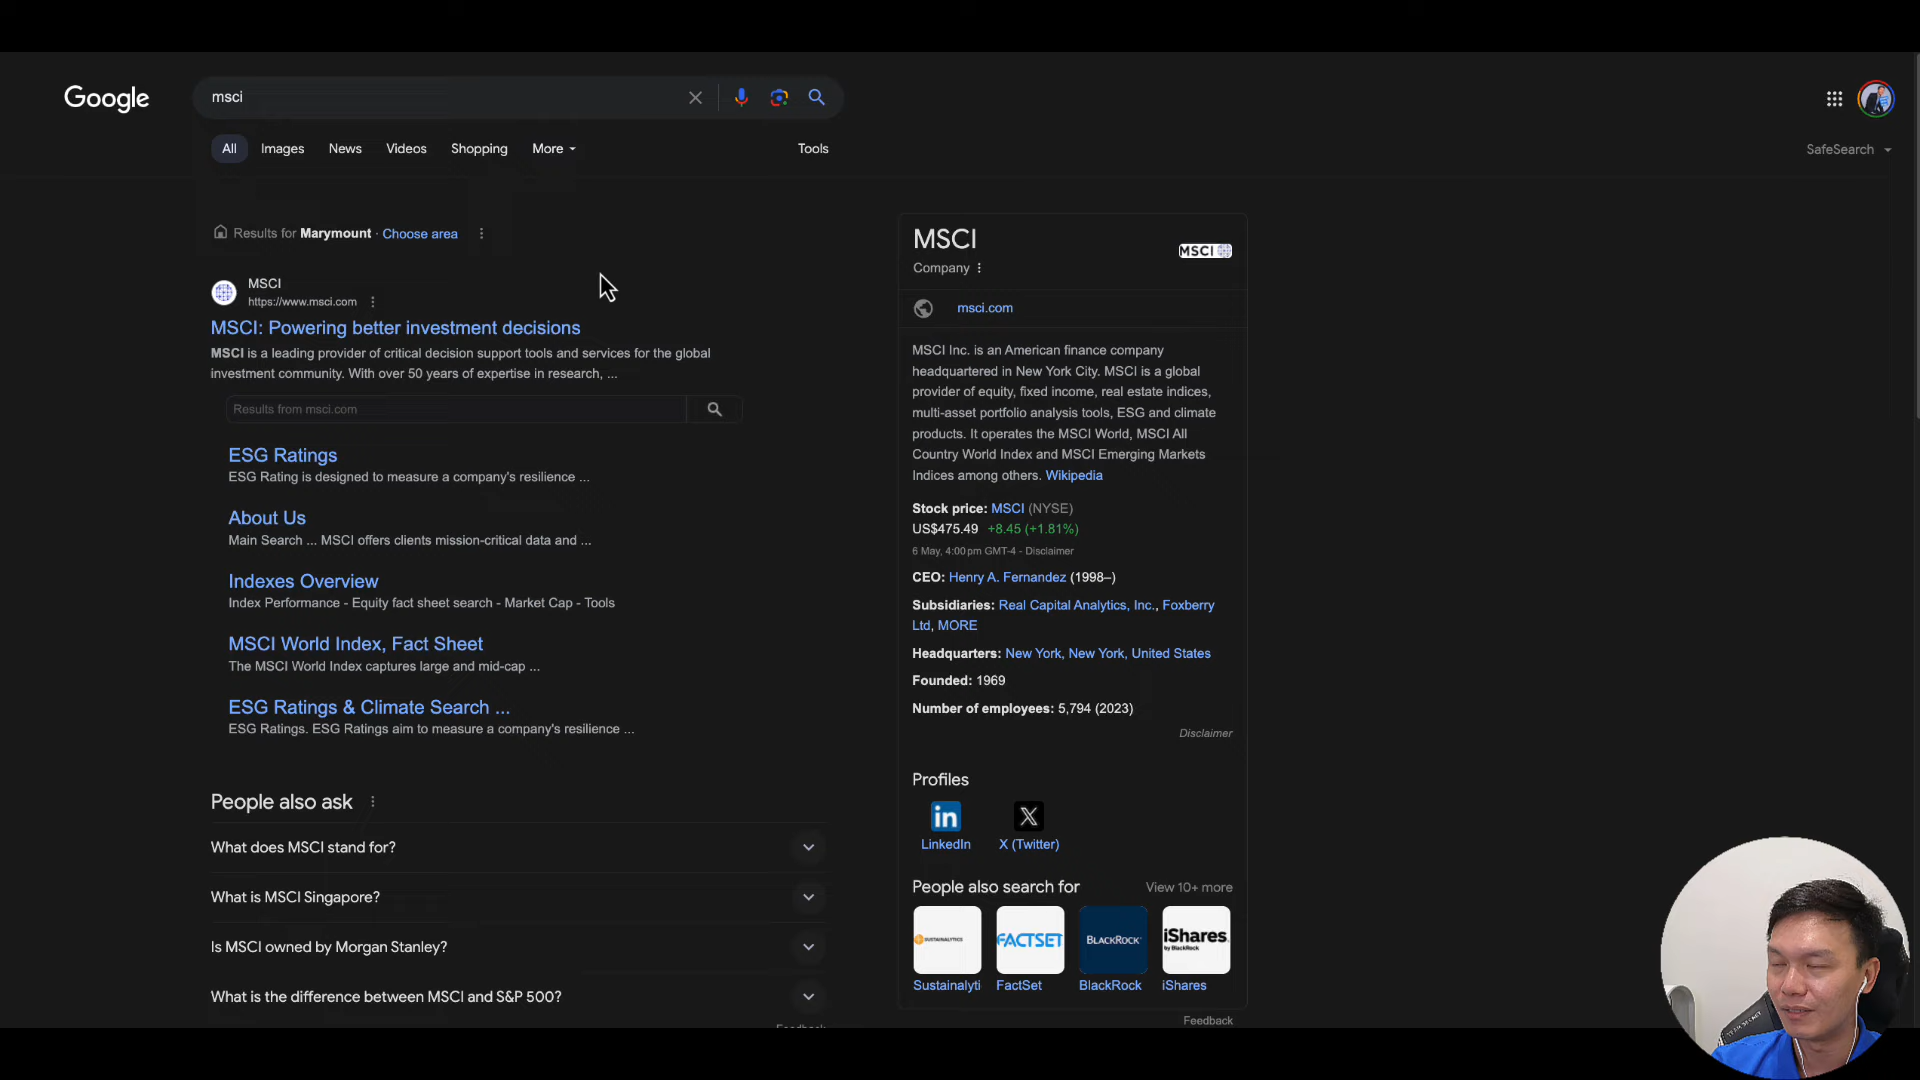 Google
msci
All
Images
News
Videos
Shopping
More
Tools
SafeSearch
Results for Marymount · Choose area
MSCI
https://www.msci.com
MSCI: Powering better investment decisions
MSCI is a leading provider of critical decision support tools and services for the global
investment community. With over 50 years of expertise in research, ...
Results from msci.com
ESG Ratings
ESG Rating is designed to measure a company's resilience ...
About Us
Main Search ... MSCI offers clients mission-critical data and ...
Indexes Overview
Index Performance - Equity fact sheet search - Market Cap - Tools
MSCI World Index, Fact Sheet
The MSCI World Index captures large and mid-cap ...
ESG Ratings & Climate Search ...
ESG Ratings. ESG Ratings aim to measure a company's resilience ...
People also ask
What does MSCI stand for?
What is MSCI Singapore?
Is MSCI owned by Morgan Stanley?
What is the difference between MSCI and S&P 500?
Feedback
MSCI
MSCI
Company
msci.com
MSCI Inc. is an American finance company
headquartered in New York City. MSCI is a global
provider of equity, fixed income, real estate indices,
multi-asset portfolio analysis tools, ESG and climate
products. It operates the MSCI World, MSCI All
Country World Index and MSCI Emerging Markets
Indices among others. Wikipedia
Stock price: MSCI (NYSE)
US$475.49 +8.45 (+1.81%)
6 May, 4:00 pm GMT-4 - Disclaimer
CEO: Henry A. Fernandez (1998–)
Subsidiaries: Real Capital Analytics, Inc., Foxberry
Ltd, MORE
Headquarters: New York, New York, United States
Founded: 1969
Number of employees: 5,794 (2023)
Disclaimer
Profiles
in
X
LinkedIn
X (Twitter)
People also search for
View 10+ more
SUSTAINALYTICS
FACTSET
BLACKROCK
iShares.
by BLACKROCK
Sustainalyti
FactSet
BlackRock
iShares
Feedback